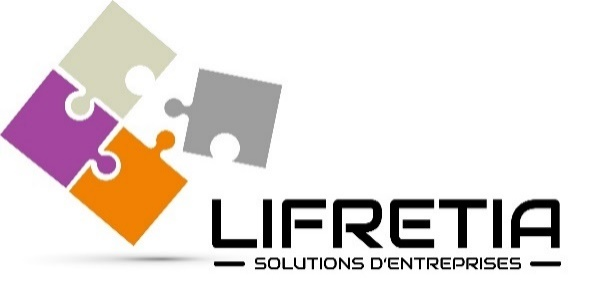 LIFRETIA
SOLUTIONS D'ENTREPRISES